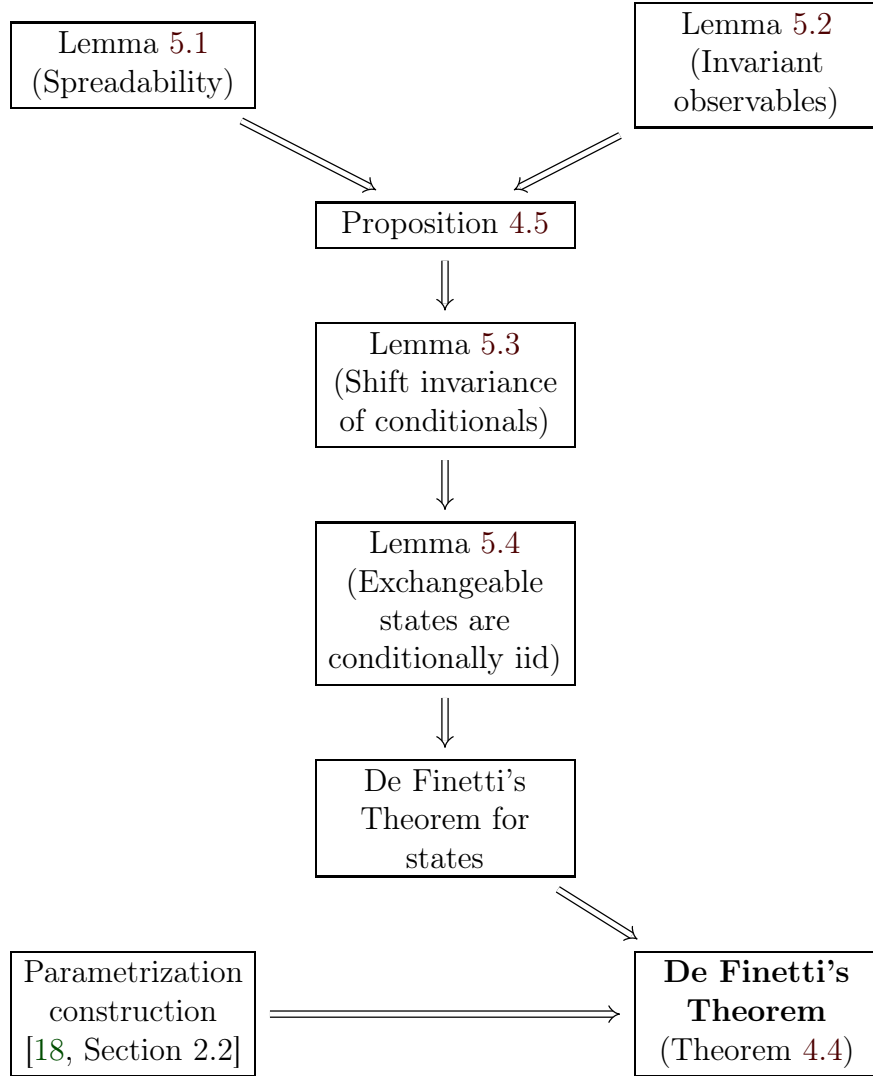 Lemma 5.1
(Spreadability)
Lemma 5.2
(Invariant
observables)
Proposition 4.5
Lemma 5.3
(Shift invariance
of conditionals)
Lemma 5.4
(Exchangeable
states are
conditionally iid)
De Finetti's
Theorem for
states
Parametrization
construction
[18, Section 2.2]
De Finetti's
Theorem
(Theorem 4.4)